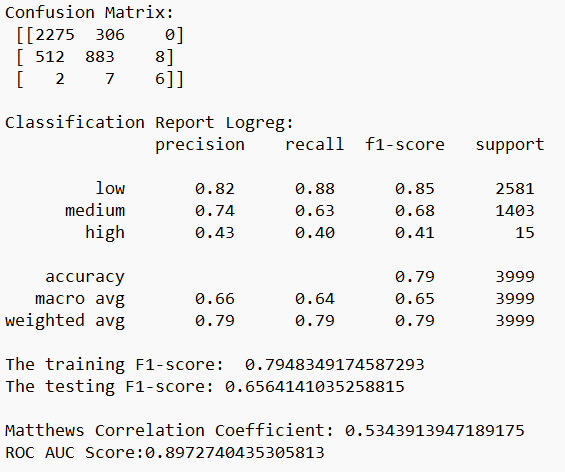 Confusion Matrix:
[[2275 306 0]
[ 512 883 8]
[ 2 7 6]]
Classification Report Logreg:
precision recall f1-score support
low 0.82 0.88 0.85 2581
medium 0.74 0.63 0.68 1403
high 0.43 0.40 0.41 15
accuracy 0.79 3999
macro avg 0.66 0.64 0.65 3999
weighted avg 0.79 0.79 0.79 3999
The training F1-score: 0.7948349174587293
The testing F1-score: 0.6564141035258815
Matthews Correlation Coefficient: 0.5343913947189175
ROC AUC Score:0.8972740435305813